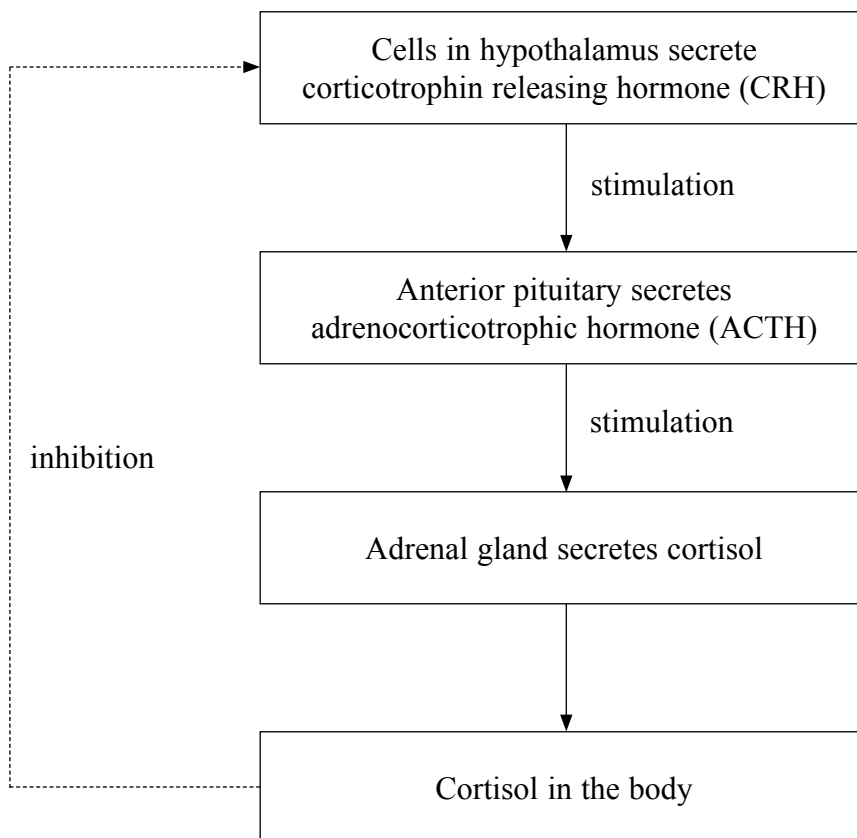 Cells in hypothalamus secrete
corticotrophin releasing hormone (CRH)
stimulation
Anterior pituitary secretes
adrenocorticotrophic hormone (ACTH)
stimulation
inhibition
Adrenal gland secretes cortisol
Cortisol in the body